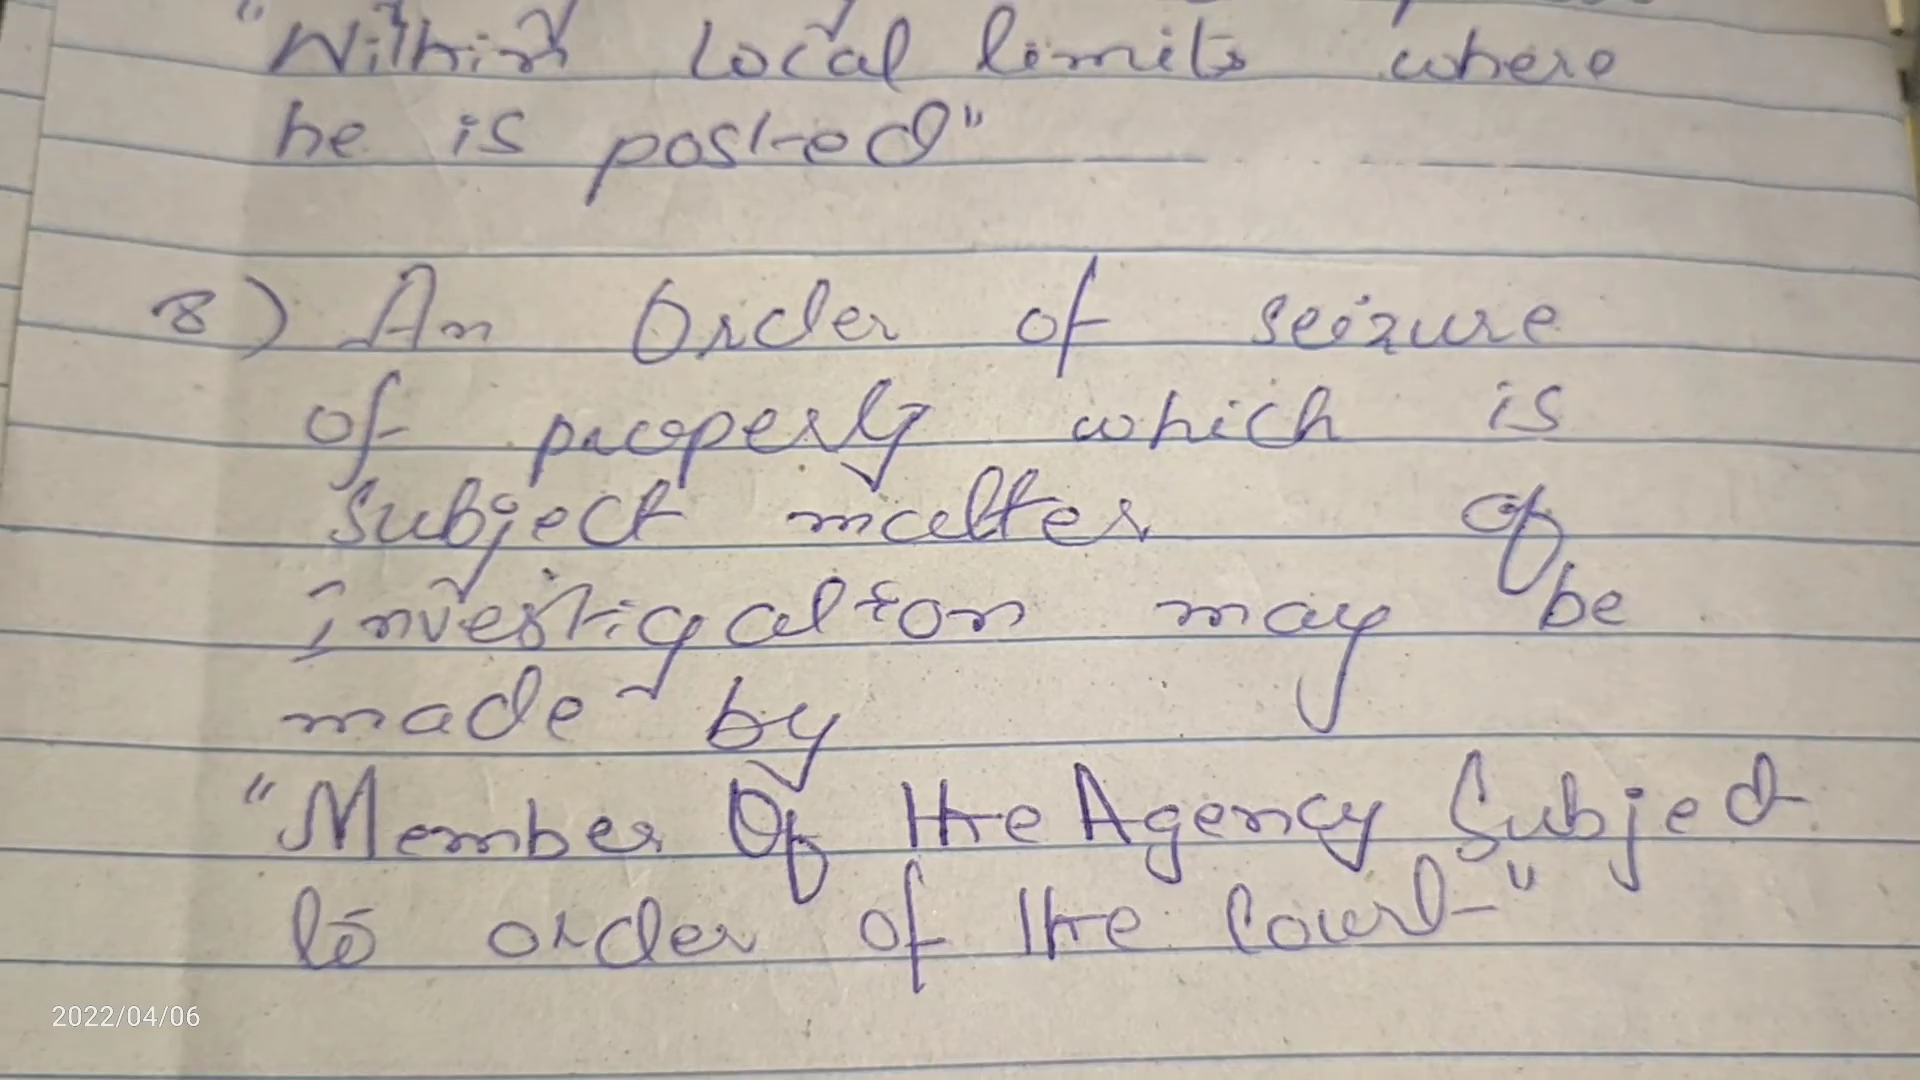 "Within local limits where
he is posted"
8) An Order of seizure
of property which is
subject matter of
investigation may be
made by
"Member Of the Agency Subject
to order of the Court"
2022/04/06